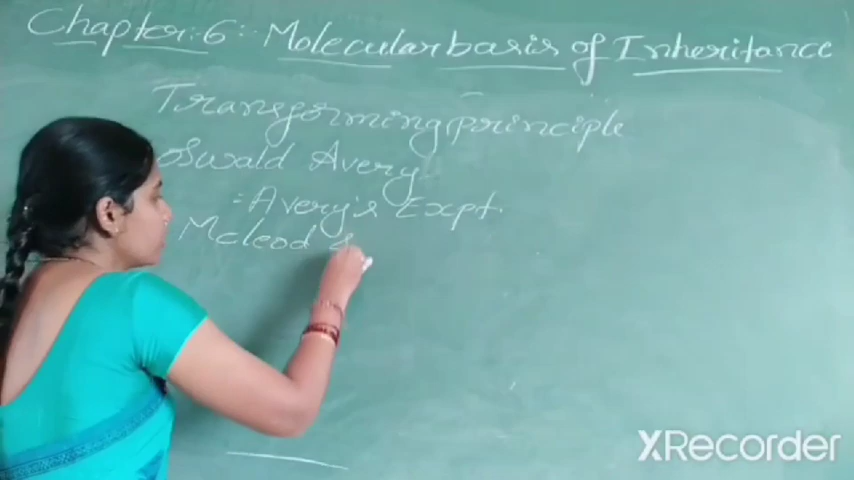 Chapter:-6:- Molecular basis of Inheritance
Transforming principle
Oswald Avery
:Avery's Expt.
Mcleod &
XRecorder